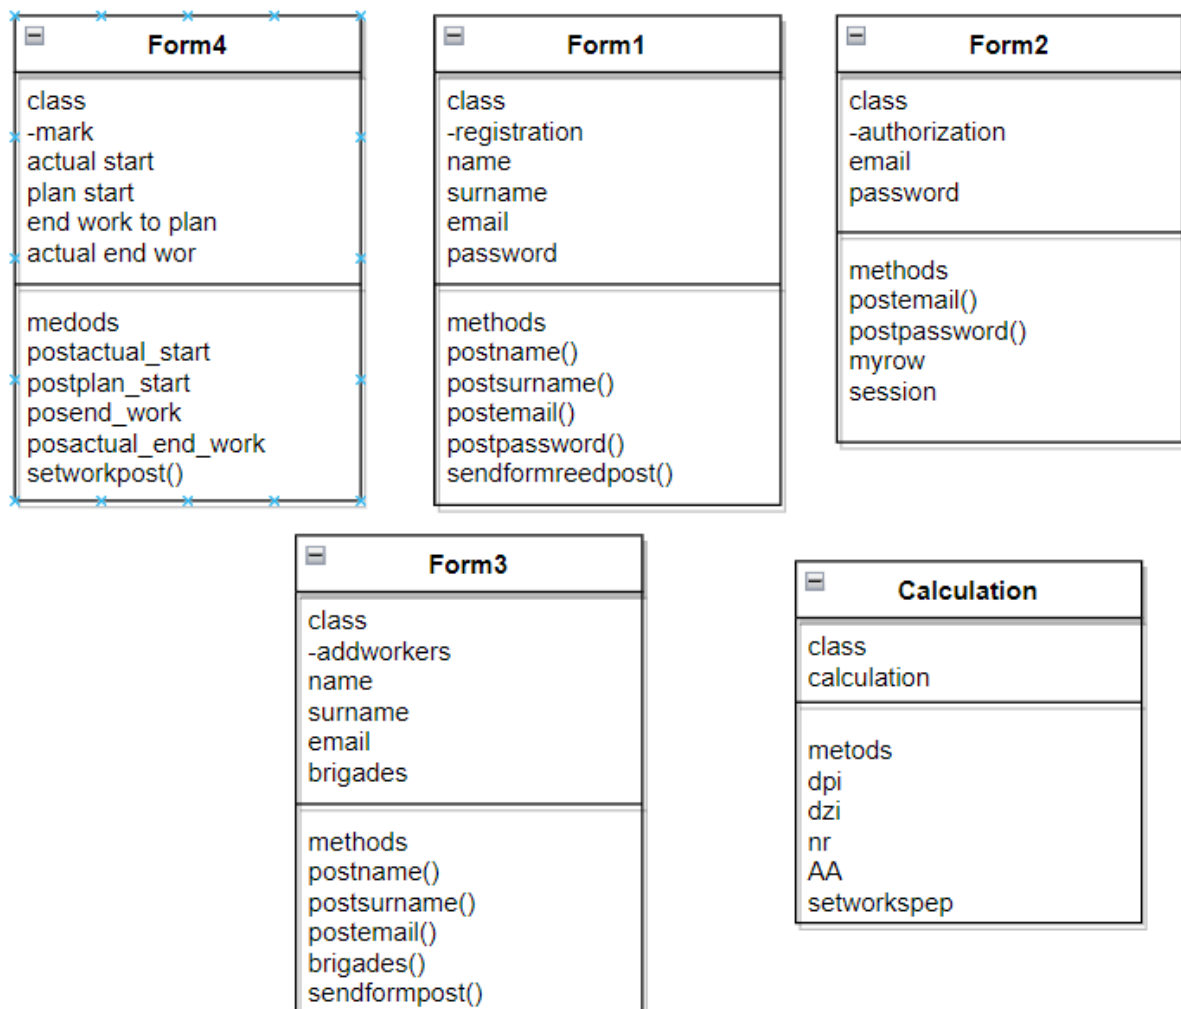 Form4
class
-mark
actual start
plan start
end work to plan
actual end wor
medods
postactual_start
postplan_start
posend_work
posactual_end_work
setworkpost()
Form1
class
-registration
name
surname
email
password
methods
postname()
postsurname()
postemail()
postpassword()
sendformreedpost()
Form2
class
-authorization
email
password
methods
postemail()
postpassword()
myrow
session
Form3
class
-addworkers
name
surname
email
brigades
methods
postname()
postsurname()
postemail()
brigades()
sendformpost()
Calculation
class
calculation
metods
dpi
dzi
nr
AA
setworkspep